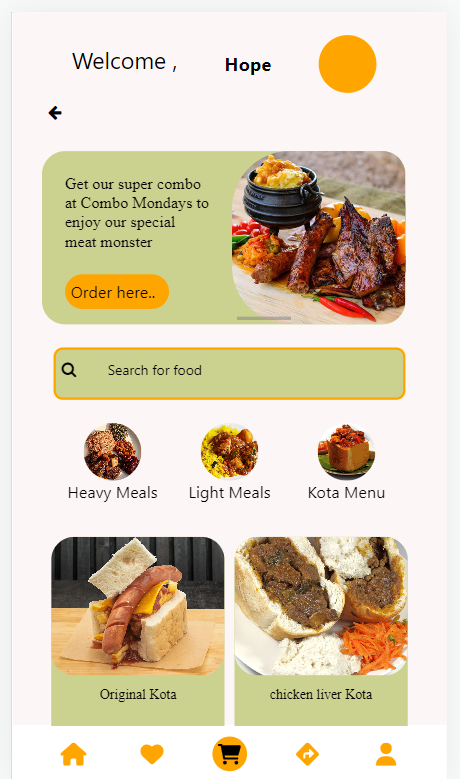 Welcome , Hope
Get our super combo
at Combo Mondays to
enjoy our special
meat monster
Order here..
Search for food
Heavy Meals Light Meals Kota Menu
Original Kota chicken liver Kota